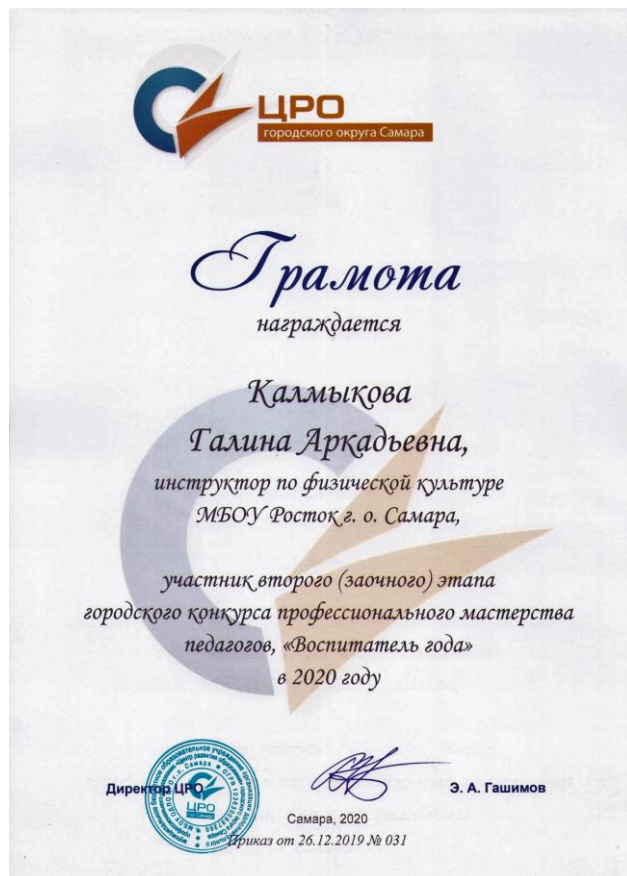 ЦРО
городского округа Самара
Грамота
награждается
Калмыкова
Галина Аркадьевна,
инструктор по физической культуре
МБОУ Росток г. о. Самара,
участник второго (заочного) этапа
городского конкурса профессионального мастерства
педагогов, «Воспитатель года»
в 2020 году
Директор ЦРО
Э. А. Гашимов
ЦРО
Самара, 2020
Приказ от 26.12.2019 № 031